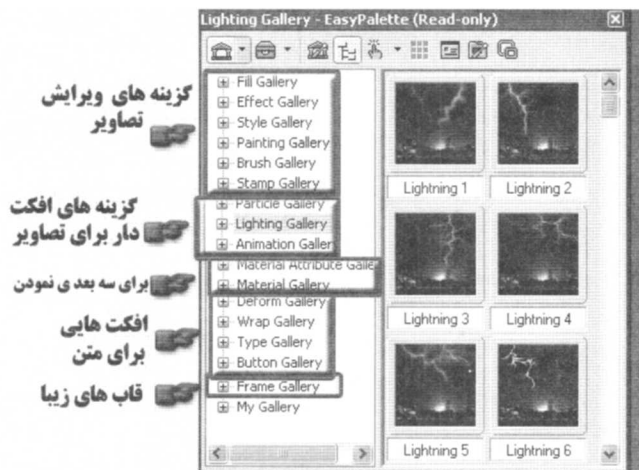 Lighting Gallery - EasyPalette (Read-only)
گزینه های ویرایش
تصاویر
گزینه های افکت
دار برای تصاویر
برای سه بعدی نمودن
افکت هایی
برای
متن
قاب های زیبا
Fill Gallery
Effect Gallery
Style Gallery
Painting Gallery
Brush Gallery
Stamp Gallery
Particle Gallery
Lighting Gallery
Animation Gallery
Material Attribute Galle
Material Gallery
Deform Gallery
Wrap Gallery
Type Gallery
Button Gallery
Frame Gallery
My Gallery
Lightning 1
Lightning 2
Lightning 3
Lightning 4
Lightning 5
Lightning 6